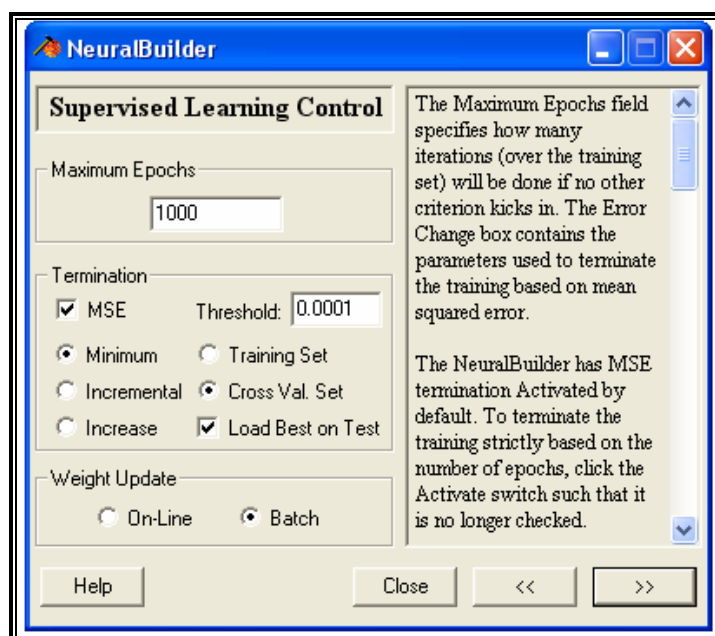 NeuralBuilder
Supervised Learning Control
Maximum Epochs
1000
Termination
MSE Threshold: 0.0001
Minimum Training Set
Incremental Cross Val. Set
Increase Load Best on Test
Weight Update
On-Line Batch
The Maximum Epochs field
specifies how many
iterations (over the training
set) will be done if no other
criterion kicks in. The Error
Change box contains the
parameters used to terminate
the training based on mean
squared error.
The NeuralBuilder has MSE
termination Activated by
default. To terminate the
training strictly based on the
number of epochs, click the
Activate switch such that it
is no longer checked.
Help Close << >>